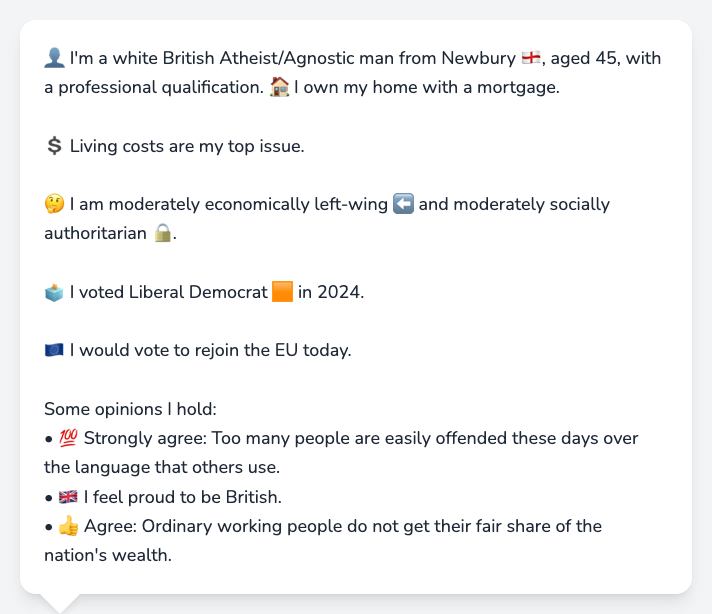 👤 I'm a white British Atheist/Agnostic man from Newbury 🏴󠁧󠁢󠁥󠁮󠁧󠁿, aged 45, with
a professional qualification. 🏠 I own my home with a mortgage.
💲 Living costs are my top issue.
🤔 I am moderately economically left-wing ⬅️ and moderately socially
authoritarian 🔒.
🗳️ I voted Liberal Democrat 🟧 in 2024.
🇪🇺 I would vote to rejoin the EU today.
Some opinions I hold:
• 💯 Strongly agree: Too many people are easily offended these days over
the language that others use.
• 🇬🇧 I feel proud to be British.
• 👍 Agree: Ordinary working people do not get their fair share of the
nation's wealth.